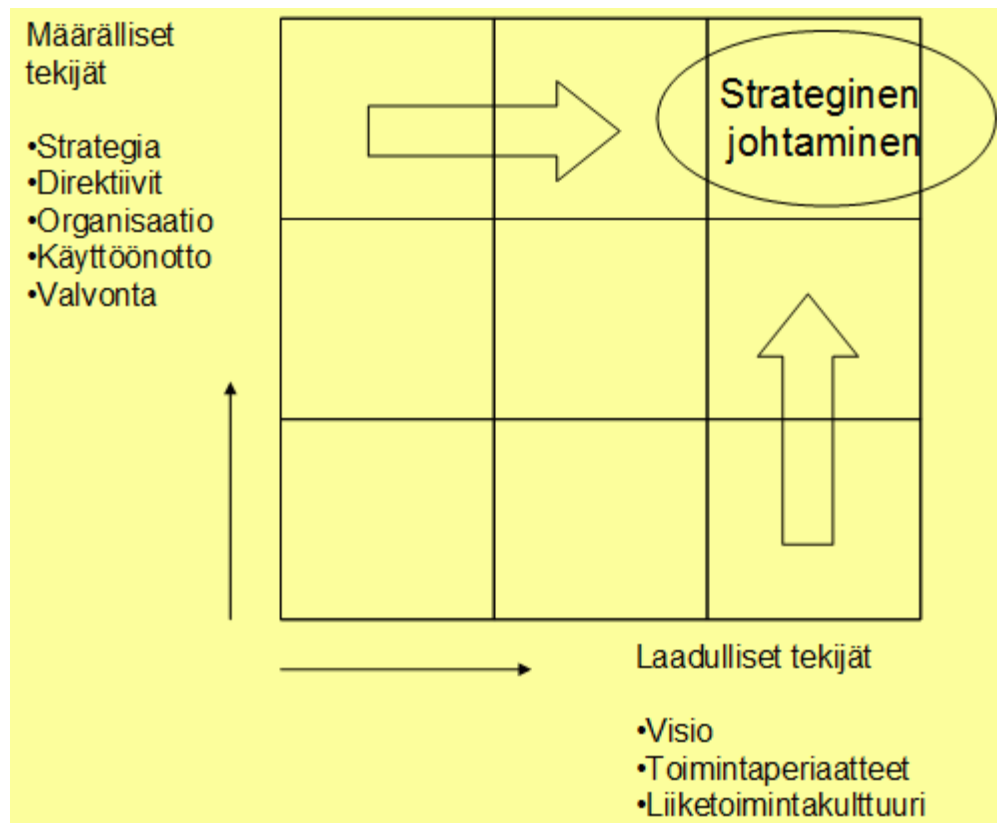 Määrälliset
tekijät
•Strategia
•Direktiivit
•Organisaatio
•Käyttöönotto
•Valvonta
Strateginen
johtaminen
Laadulliset tekijät
•Visio
•Toimintaperiaatteet
•Liiketoimintakulttuuri